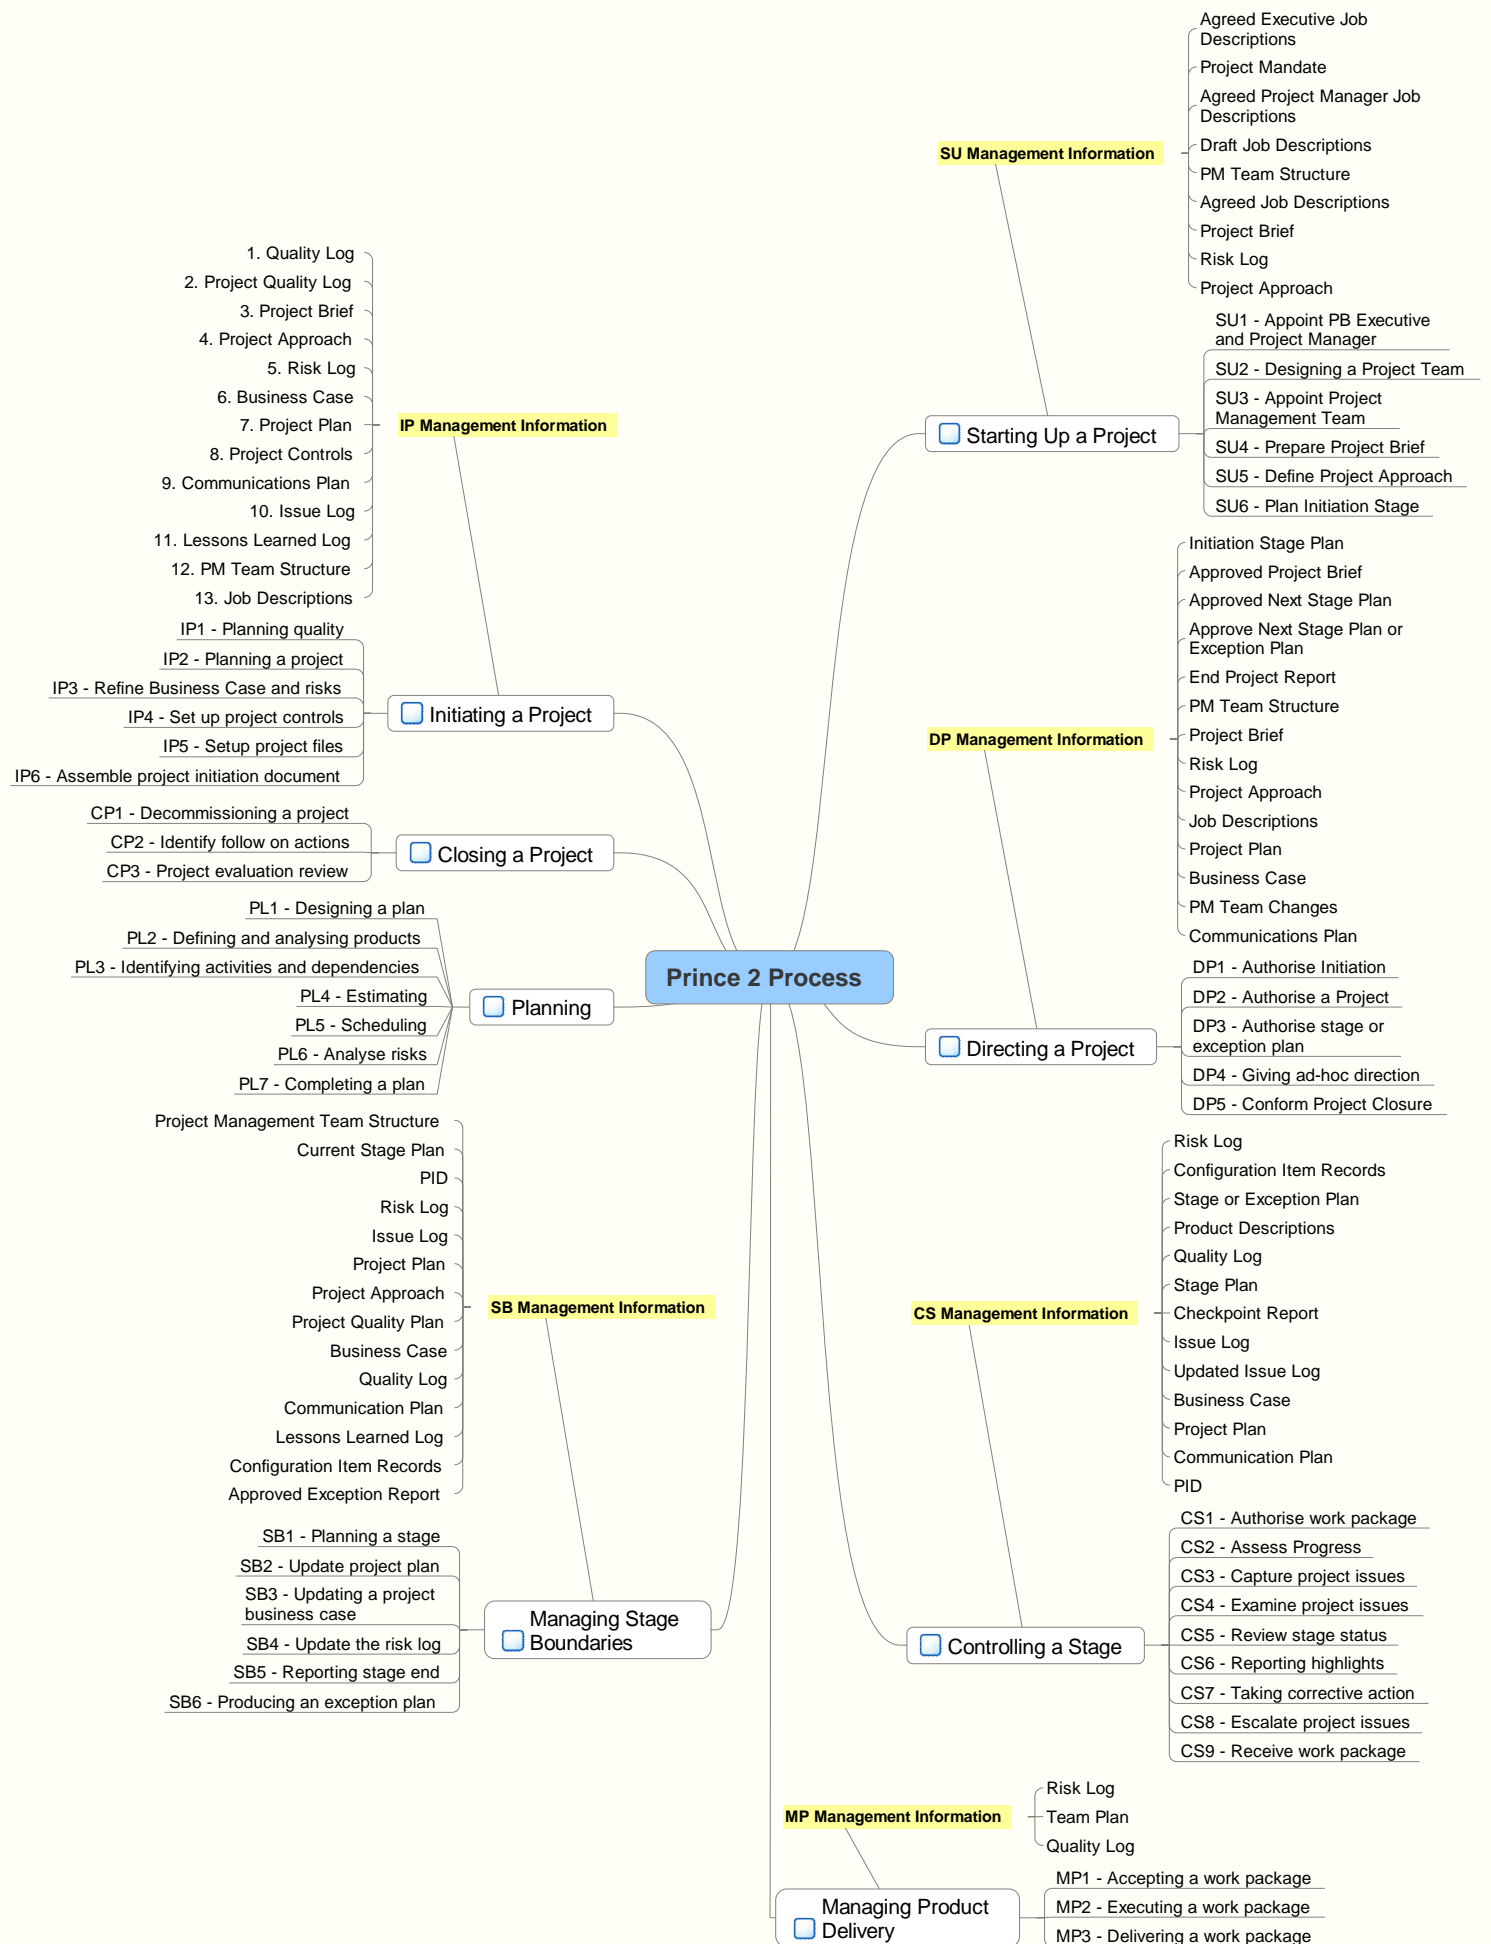 Prince 2 Process
Starting Up a Project
SU Management Information
Agreed Executive Job
Descriptions
Project Mandate
Agreed Project Manager Job
Descriptions
Draft Job Descriptions
PM Team Structure
Agreed Job Descriptions
Project Brief
Risk Log
Project Approach
SU1 - Appoint PB Executive
and Project Manager
SU2 - Designing a Project Team
SU3 - Appoint Project
Management Team
SU4 - Prepare Project Brief
SU5 - Define Project Approach
SU6 - Plan Initiation Stage
Directing a Project
DP Management Information
Initiation Stage Plan
Approved Project Brief
Approved Next Stage Plan
Approve Next Stage Plan or
Exception Plan
End Project Report
PM Team Structure
Project Brief
Risk Log
Project Approach
Job Descriptions
Project Plan
Business Case
PM Team Changes
Communications Plan
DP1 - Authorise Initiation
DP2 - Authorise a Project
DP3 - Authorise stage or
exception plan
DP4 - Giving ad-hoc direction
DP5 - Conform Project Closure
Controlling a Stage
CS Management Information
Risk Log
Configuration Item Records
Stage or Exception Plan
Product Descriptions
Quality Log
Stage Plan
Checkpoint Report
Issue Log
Updated Issue Log
Business Case
Project Plan
Communication Plan
PID
CS1 - Authorise work package
CS2 - Assess Progress
CS3 - Capture project issues
CS4 - Examine project issues
CS5 - Review stage status
CS6 - Reporting highlights
CS7 - Taking corrective action
CS8 - Escalate project issues
CS9 - Receive work package
Managing Product
Delivery
MP Management Information
Risk Log
Team Plan
Quality Log
MP1 - Accepting a work package
MP2 - Executing a work package
MP3 - Delivering a work package
Managing Stage
Boundaries
SB Management Information
Project Management Team Structure
Current Stage Plan
PID
Risk Log
Issue Log
Project Plan
Project Approach
Project Quality Plan
Business Case
Quality Log
Communication Plan
Lessons Learned Log
Configuration Item Records
Approved Exception Report
SB1 - Planning a stage
SB2 - Update project plan
SB3 - Updating a project
business case
SB4 - Update the risk log
SB5 - Reporting stage end
SB6 - Producing an exception plan
Planning
PL1 - Designing a plan
PL2 - Defining and analysing products
PL3 - Identifying activities and dependencies
PL4 - Estimating
PL5 - Scheduling
PL6 - Analyse risks
PL7 - Completing a plan
Closing a Project
CP1 - Decommissioning a project
CP2 - Identify follow on actions
CP3 - Project evaluation review
Initiating a Project
IP Management Information
1. Quality Log
2. Project Quality Log
3. Project Brief
4. Project Approach
5. Risk Log
6. Business Case
7. Project Plan
8. Project Controls
9. Communications Plan
10. Issue Log
11. Lessons Learned Log
12. PM Team Structure
13. Job Descriptions
IP1 - Planning quality
IP2 - Planning a project
IP3 - Refine Business Case and risks
IP4 - Set up project controls
IP5 - Setup project files
IP6 - Assemble project initiation document